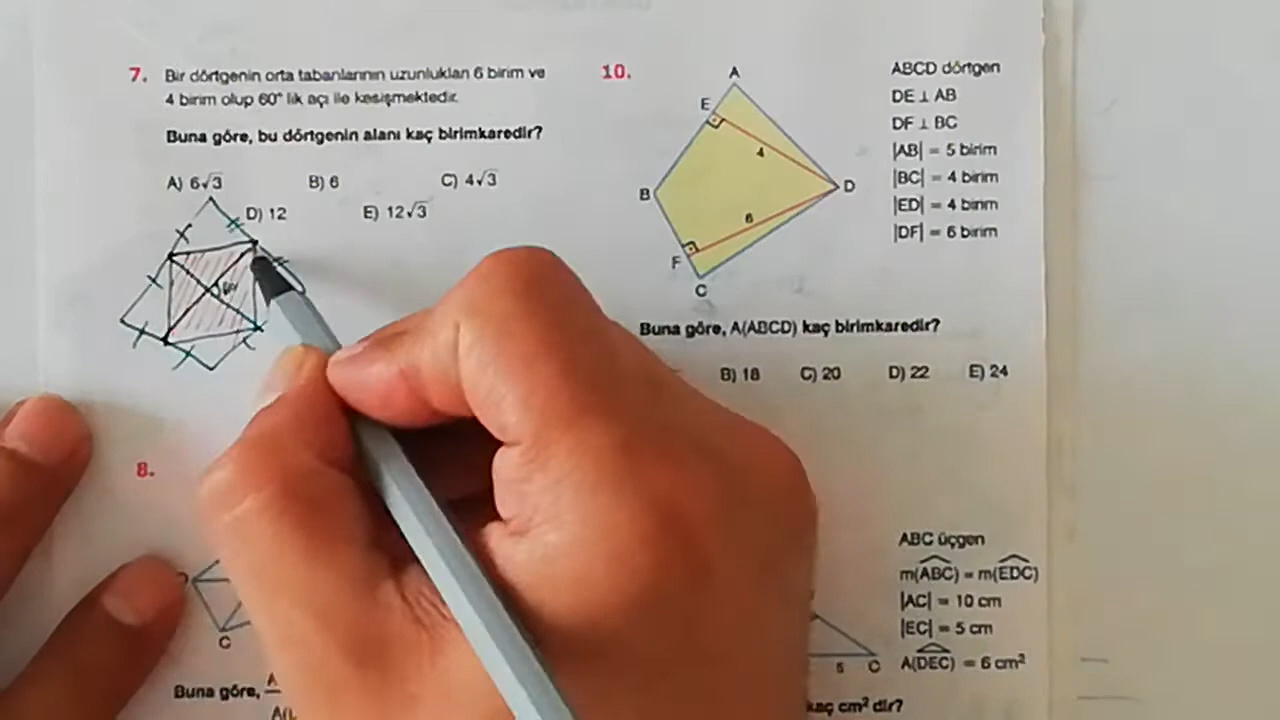 7. Bir dörtgenin orta tabanlarının uzunlukları 6 birim ve
4 birim olup 60° lik açı ile kesişmektedir.
Buna göre, bu dörtgenin alanı kaç birimkaredir?
A) 6√3 B) 6 C) 4√3
D) 12 E) 12√3
8.
C
Buna göre, A
10.
A
E
4
B
D
6
F
C
ABCD dörtgen
DE ⊥ AB
DF ⊥ BC
|AB| = 5 birim
|BC| = 4 birim
|ED| = 4 birim
|DF| = 6 birim
Buna göre, A(ABCD) kaç birimkaredir?
B) 18 C) 20 D) 22 E) 24
ABC üçgen
m(ABC) = m(EDC)
|AC| = 10 cm
|EC| = 5 cm
A(DEC) = 6 cm²
5 C
kaç cm² dir?